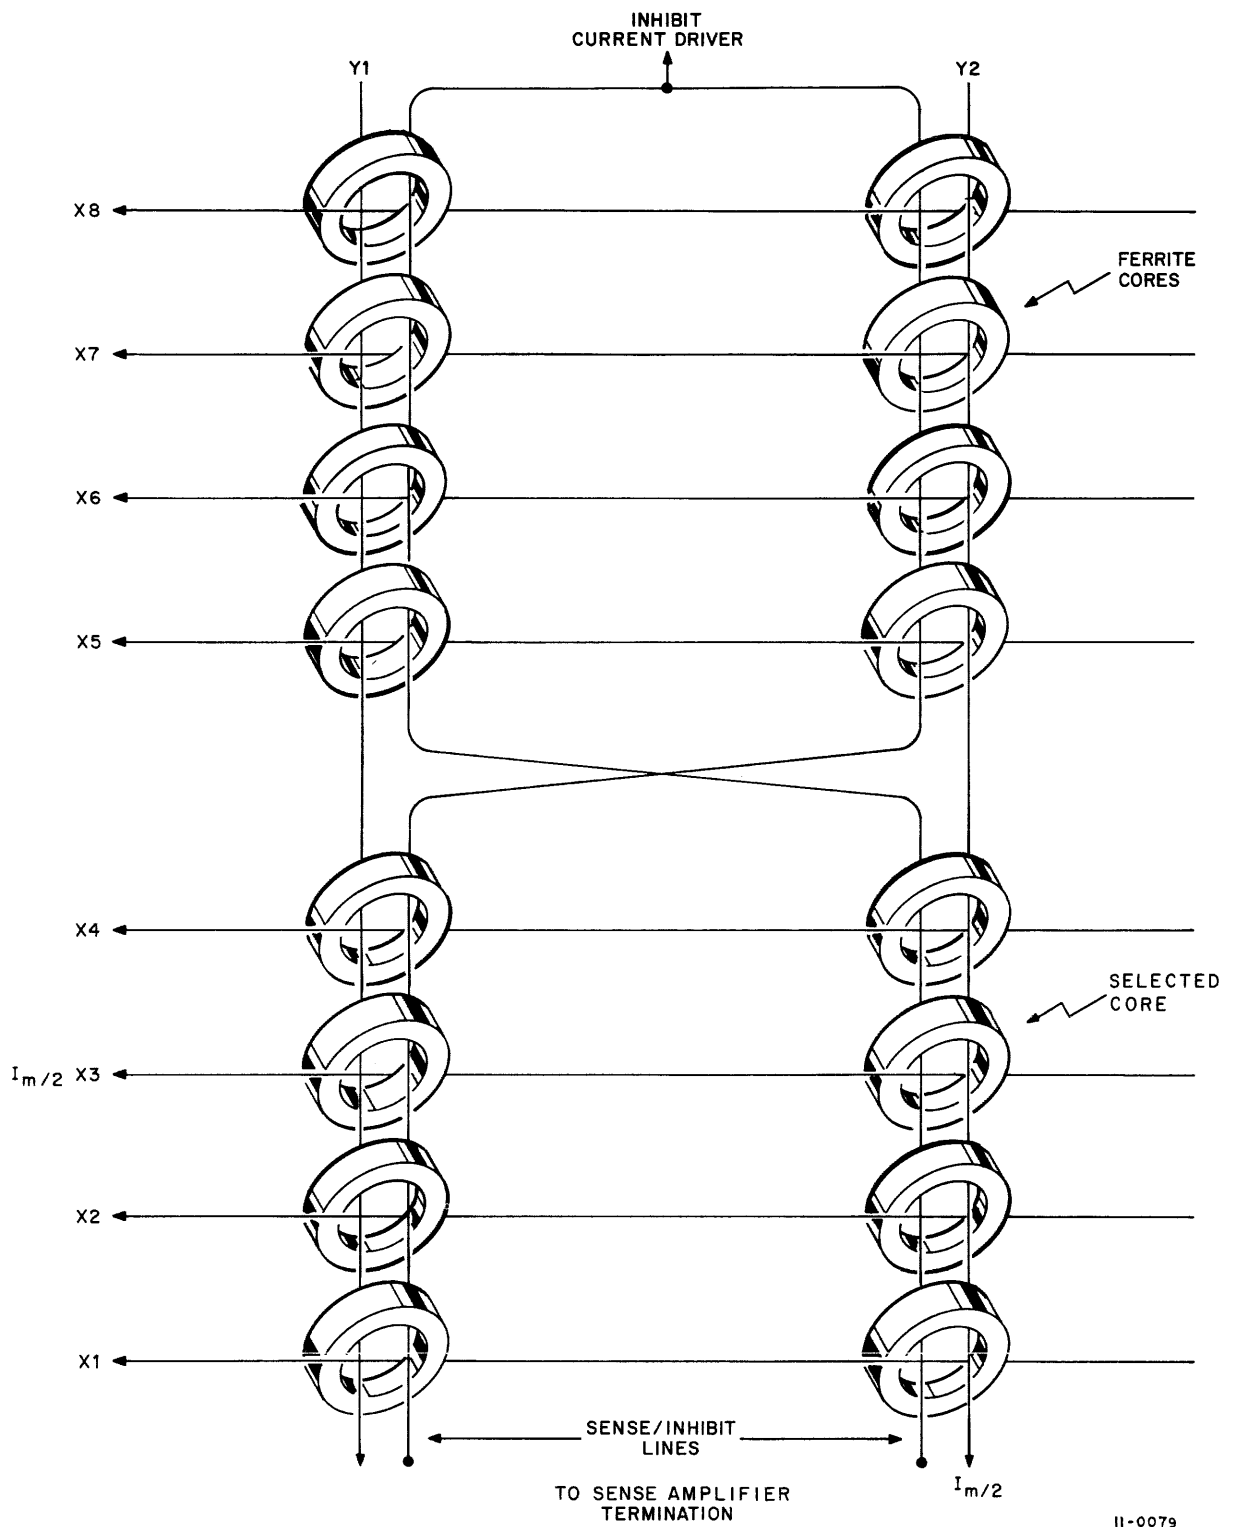 INHIBIT
CURRENT DRIVER
Y1
Y2
X8
FERRITE
CORES
X7
X6
X5
X4
SELECTED
CORE
Im/2 X3
X2
X1
SENSE/INHIBIT
LINES
Im/2
TO SENSE AMPLIFIER
TERMINATION
11-0079